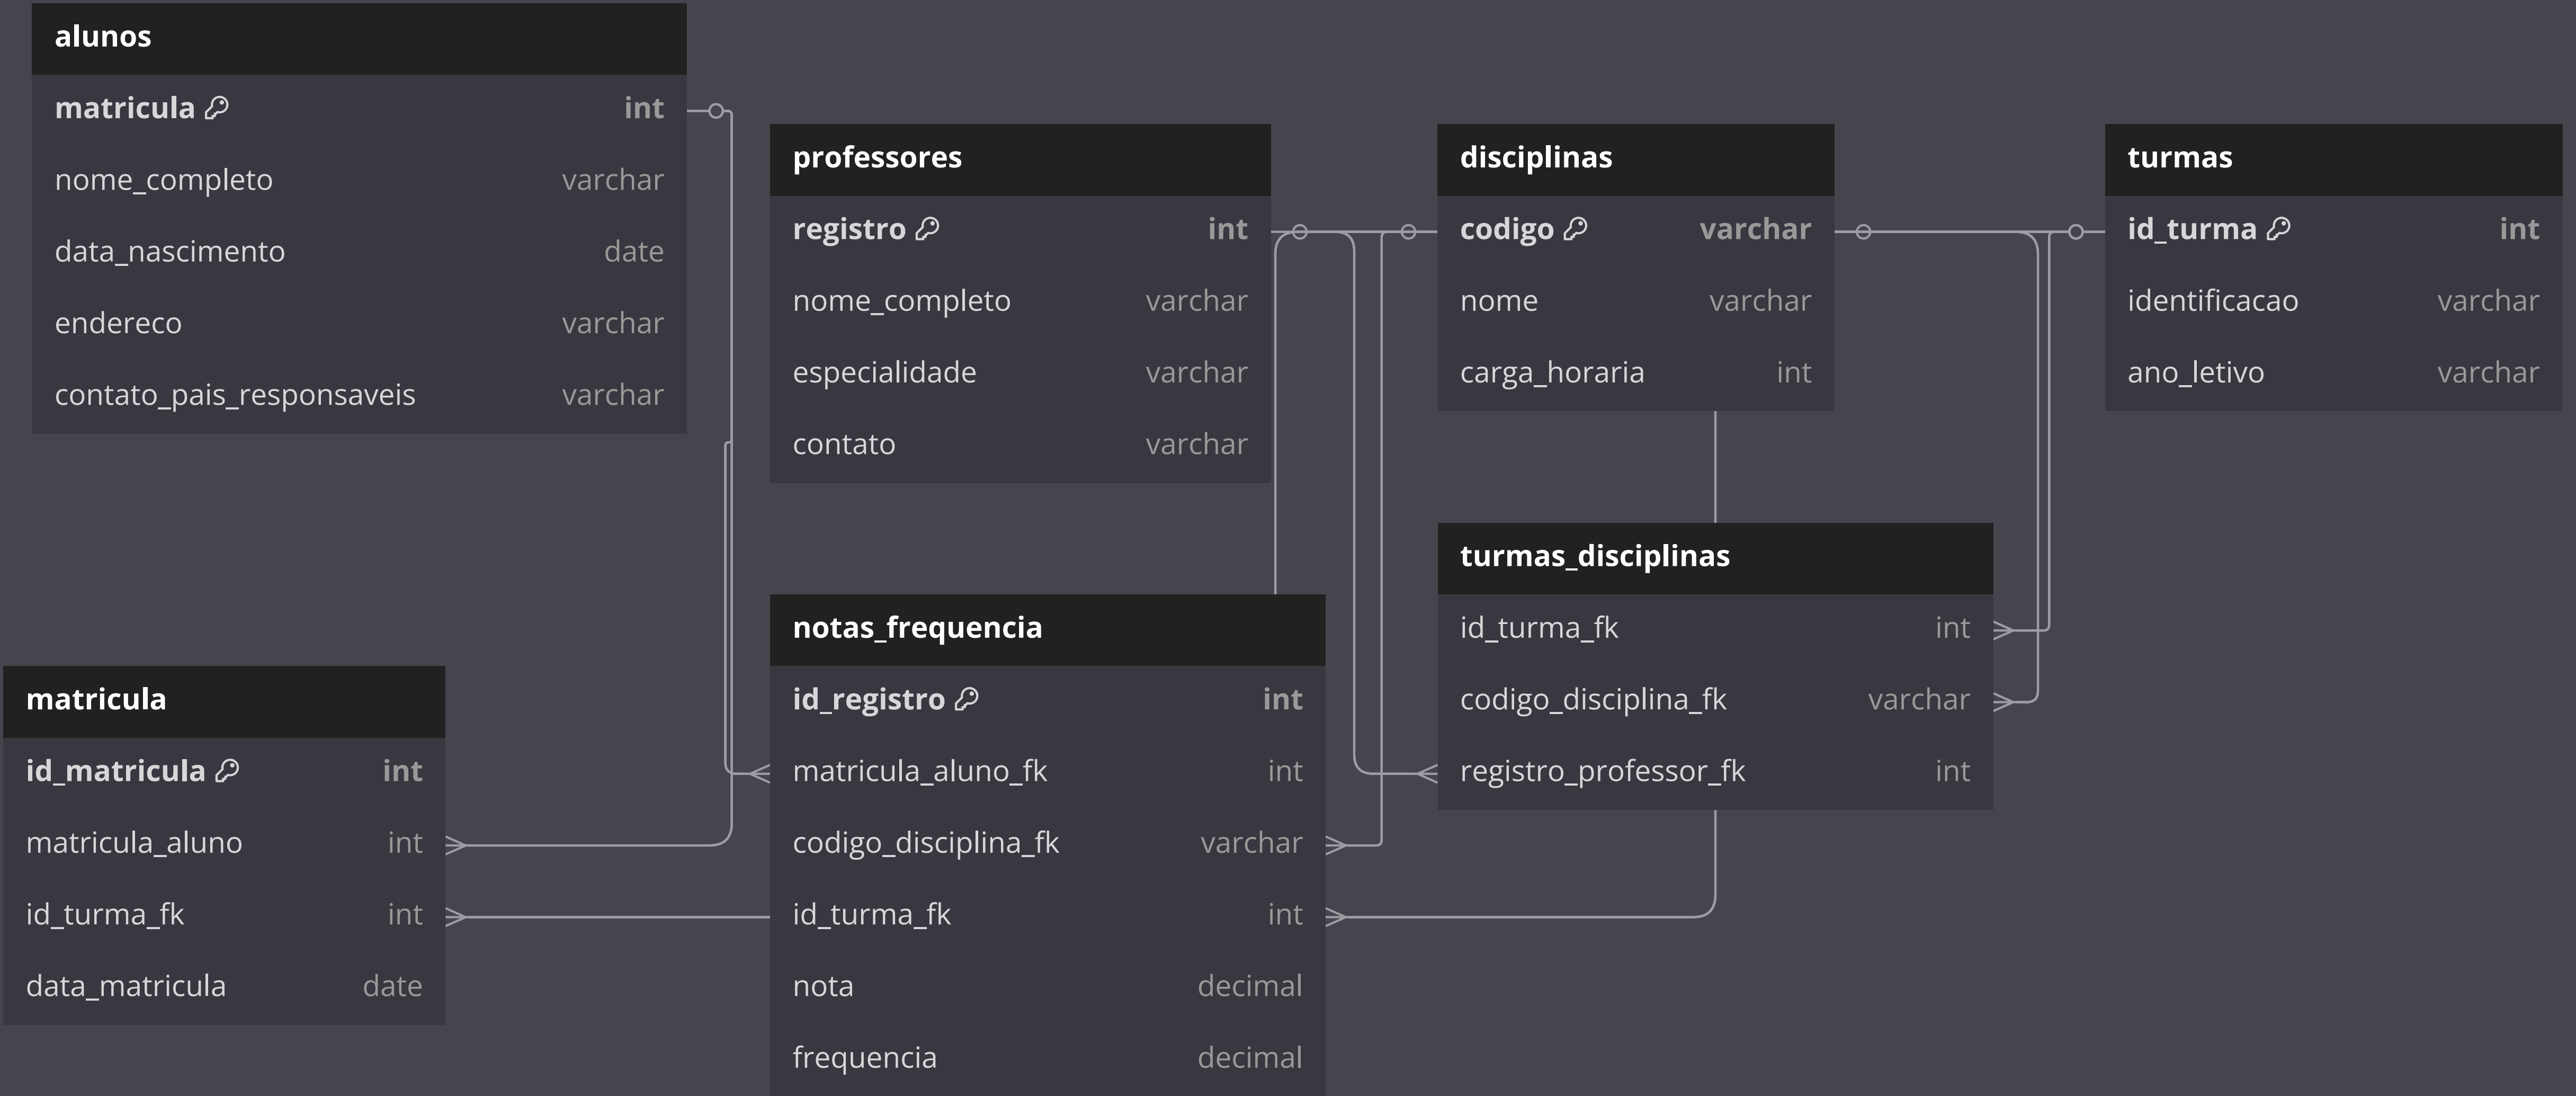 alunos
matricula int
nome_completo varchar
data_nascimento date
endereco varchar
contato_pais_responsaveis varchar
professores
registro int
nome_completo varchar
especialidade varchar
contato varchar
disciplinas
codigo varchar
nome varchar
carga_horaria int
turmas
id_turma int
identificacao varchar
ano_letivo varchar
matricula
id_matricula int
matricula_aluno int
id_turma_fk int
data_matricula date
notas_frequencia
id_registro int
matricula_aluno_fk int
codigo_disciplina_fk varchar
id_turma_fk int
nota decimal
frequencia decimal
turmas_disciplinas
id_turma_fk int
codigo_disciplina_fk varchar
registro_professor_fk int